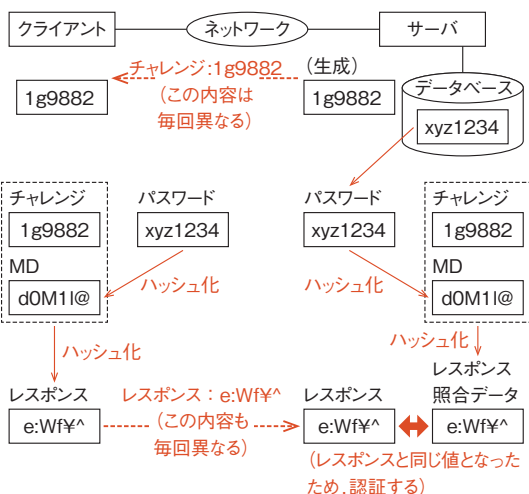 クライアント
ネットワーク
サーバ
チャレンジ:1g9882
(この内容は
毎回異なる)
(生成)
1g9882
1g9882
データベース
xyz1234
チャレンジ
1g9882
MD
d0M1l@
パスワード
xyz1234
ハッシュ化
パスワード
xyz1234
ハッシュ化
チャレンジ
1g9882
MD
d0M1l@
ハッシュ化
ハッシュ化
レスポンス
e:Wf¥^
レスポンス：e:Wf¥^
(この内容も
毎回異なる)
レスポンス
e:Wf¥^
レスポンス
照合データ
e:Wf¥^
(レスポンスと同じ値となった
ため,認証する)